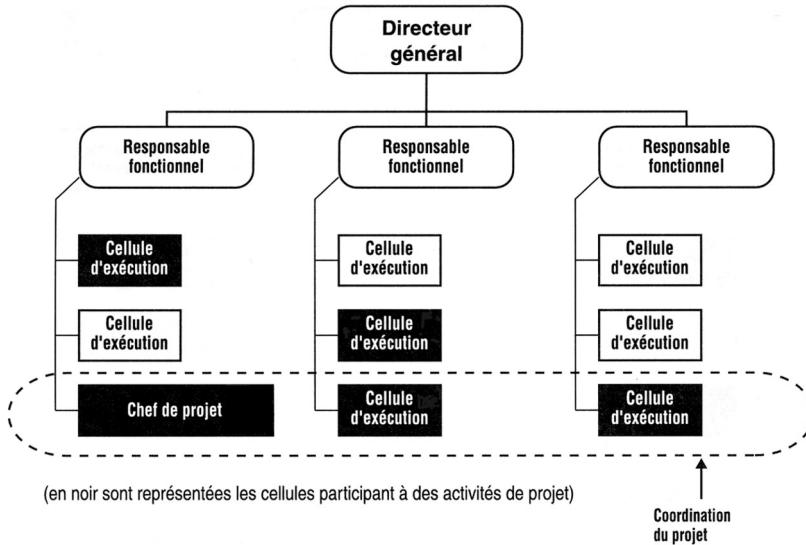 Directeur
général
Responsable
fonctionnel
Responsable
fonctionnel
Responsable
fonctionnel
Cellule
d'exécution
Cellule
d'exécution
Cellule
d'exécution
Cellule
d'exécution
Cellule
d'exécution
Cellule
d'exécution
Chef de projet
Cellule
d'exécution
Cellule
d'exécution
(en noir sont représentées les cellules participant à des activités de projet)
Coordination
du projet